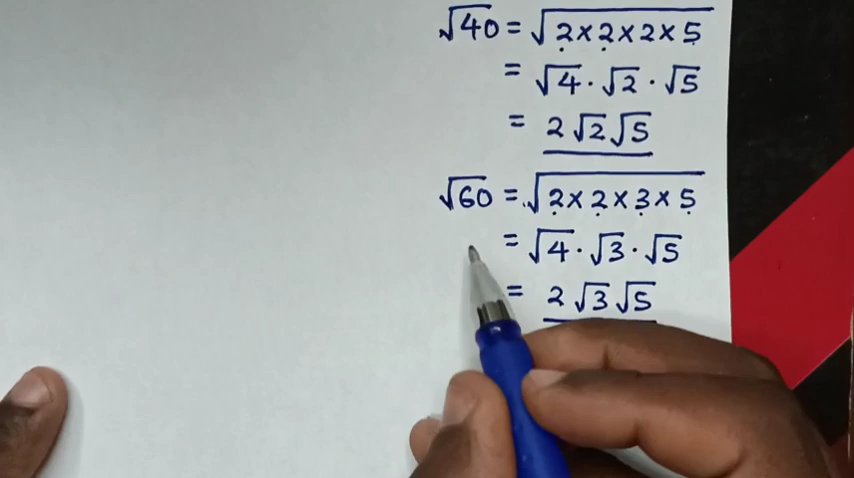 √40 = √2×2×2×5
= √4 · √2 · √5
= 2√2√5
√60 = √2×2×3×5
= √4 · √3 · √5
= 2√3√5